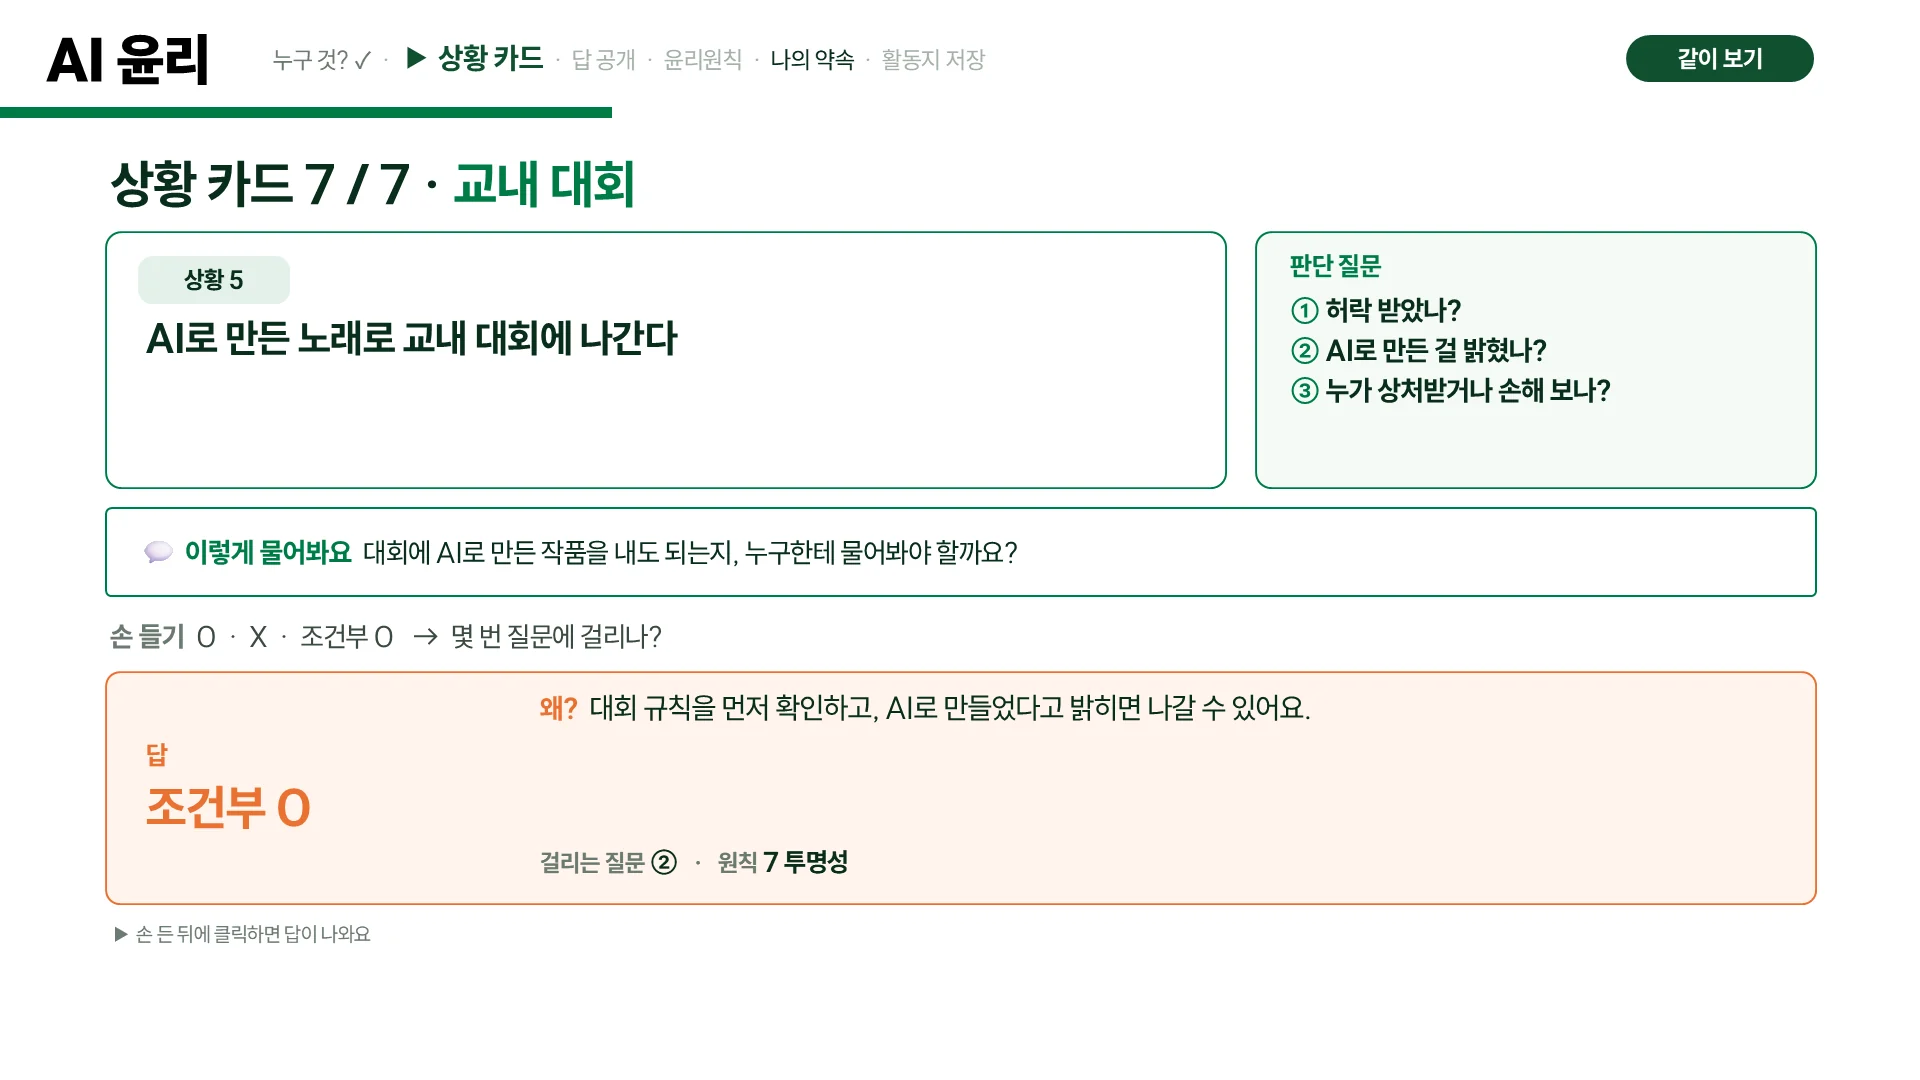 AI 윤리
누구 것? ✓ · ▶ 상황 카드 · 답 공개 · 윤리원칙 · 나의 약속 · 활동지 저장
같이 보기
상황 카드 7 / 7 · 교내 대회
상황 5
AI로 만든 노래로 교내 대회에 나간다
판단 질문
① 허락 받았나?
② AI로 만든 걸 밝혔나?
③ 누가 상처받거나 손해 보나?
💬 이렇게 물어봐요 대회에 AI로 만든 작품을 내도 되는지, 누구한테 물어봐야 할까요?
손 들기 O · X · 조건부 O → 몇 번 질문에 걸리나?
왜? 대회 규칙을 먼저 확인하고, AI로 만들었다고 밝히면 나갈 수 있어요.
답
조건부 O
걸리는 질문 ② · 원칙 7 투명성
▶ 손 든 뒤에 클릭하면 답이 나와요